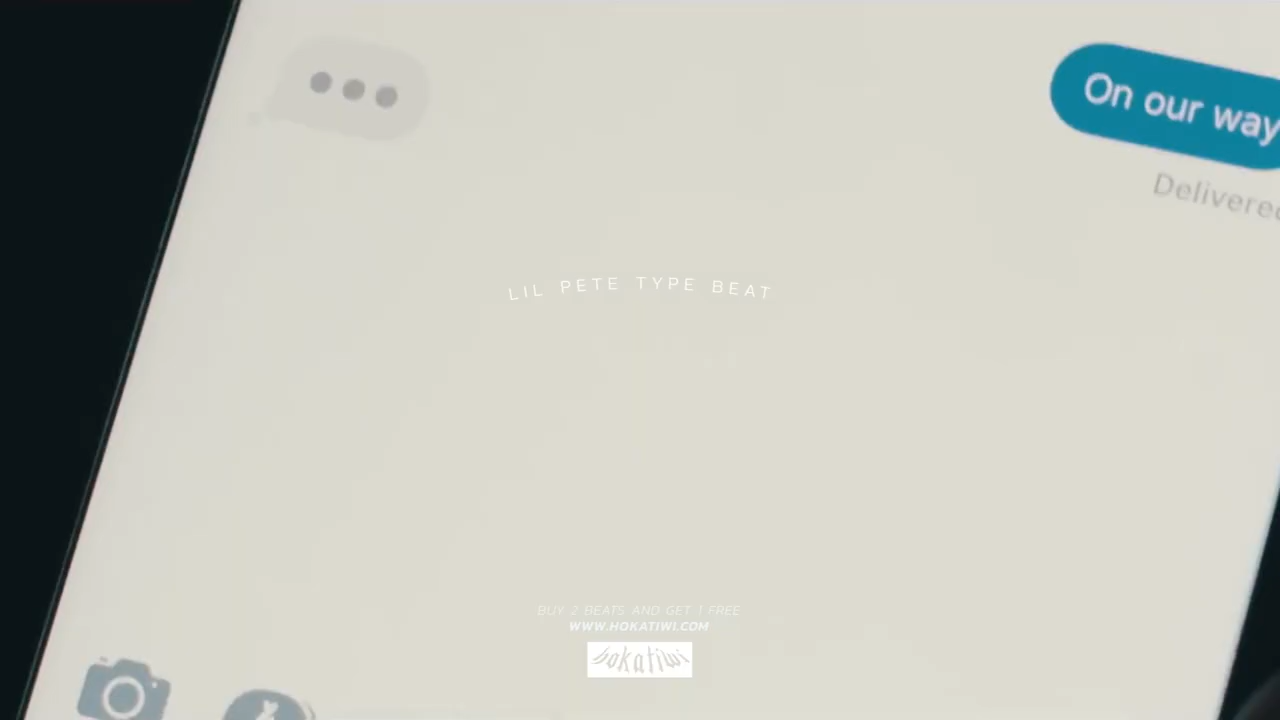 On our way
Delivered
LIL PETE TYPE BEAT
BUY 2 BEATS AND GET 1 FREE
WWW.HOKATIWI.COM
hokatiwi